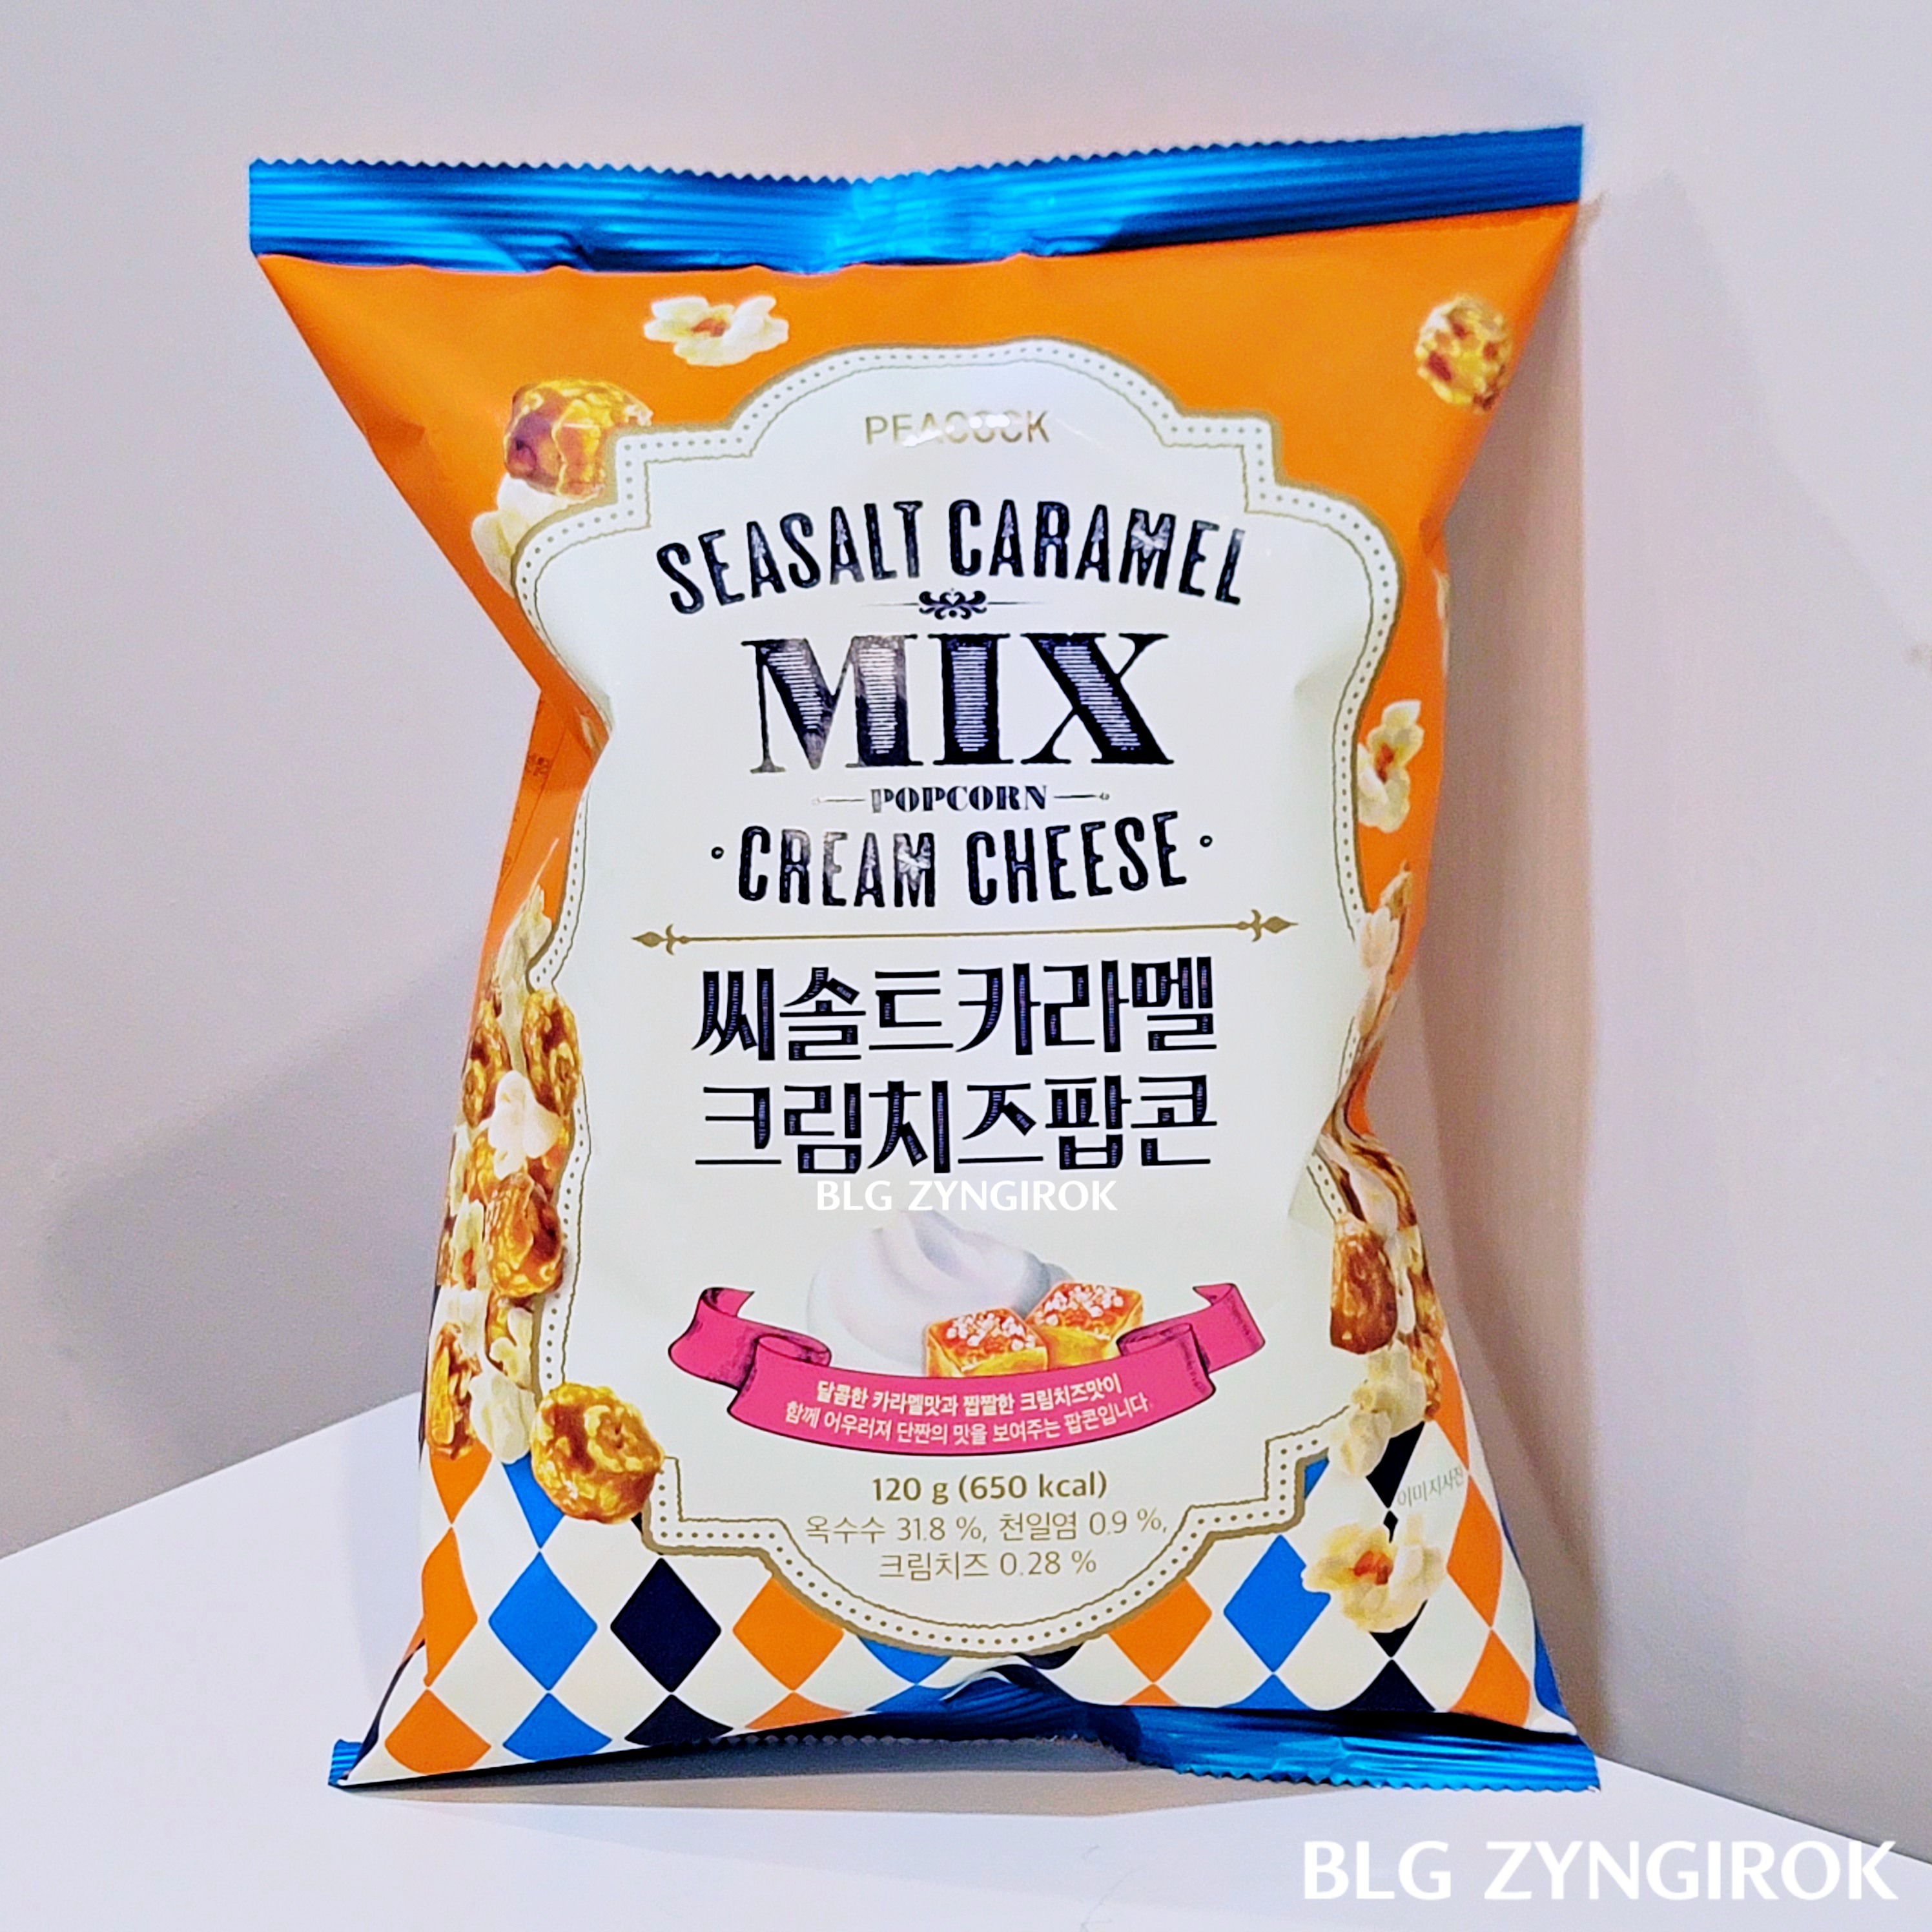 PEACOCK
SEASALT CARAMEL
MIX
POPCORN
CREAM CHEESE
씨솔트카라멜
크림치즈팝콘
BLG ZYNGIROK
달콤한 카라멜맛과 짭짤한 크림치즈맛이
함께 어우러져 단짠의 맛을 보여주는 팝콘입니다.
120 g (650 kcal)
옥수수 31.8 %, 천일염 0.9 %,
크림치즈 0.28 %
이미지사진
BLG ZYNGIROK